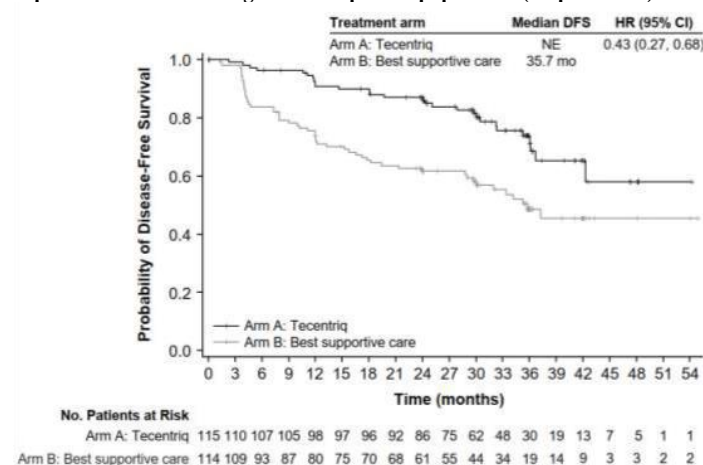 Treatment arm Median DFS HR (95% CI)
Arm A: Tecentriq NE 0.43 (0.27, 0.68)
Arm B: Best supportive care 35.7 mo
Probability of Disease-Free Survival
1.0
0.8
0.6
0.4
0.2
0.0
Arm A: Tecentriq
Arm B: Best supportive care
0 3 6 9 12 15 18 21 24 27 30 33 36 39 42 45 48 51 54
Time (months)
No. Patients at Risk
Arm A: Tecentriq 115 110 107 105 98 97 96 92 86 75 62 48 30 19 13 7 5 1 1
Arm B: Best supportive care 114 109 93 87 80 75 70 68 61 55 44 34 19 14 9 3 3 2 2